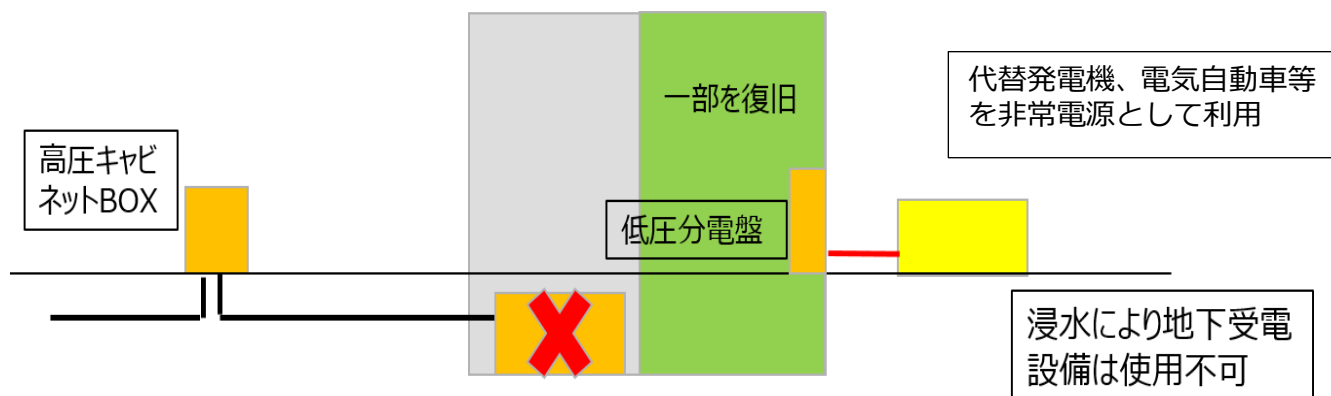 一部を復旧
代替発電機、電気自動車等
を非常電源として利用
高圧キャビ
ネットBOX
低圧分電盤
浸水により地下受電
設備は使用不可